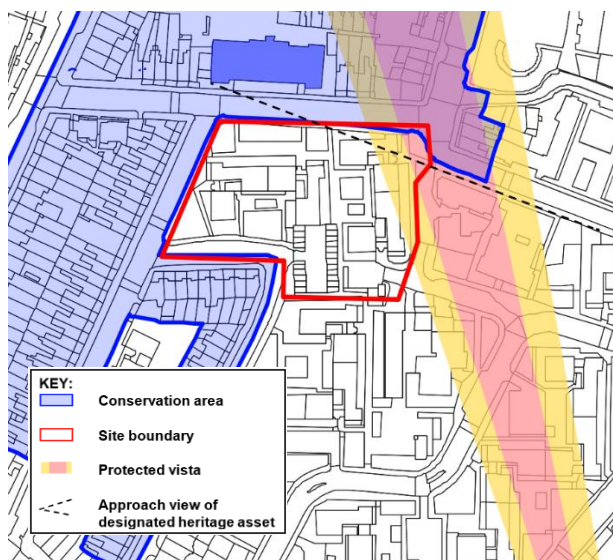 KEY:
Conservation area
Site boundary
Protected vista
Approach view of
designated heritage asset